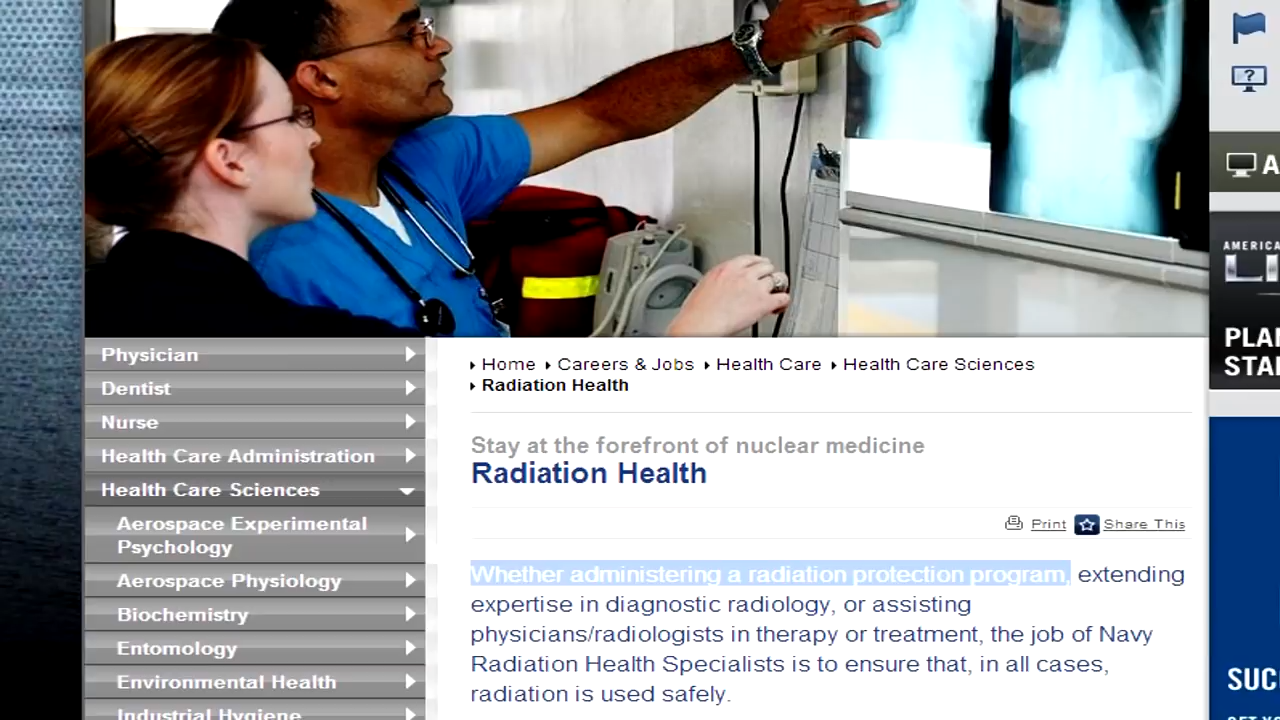 ?
A
AMERICA
LI
PLAN
STA
Physician
Dentist
Nurse
Health Care Administration
Health Care Sciences
Aerospace Experimental
Psychology
Aerospace Physiology
Biochemistry
Entomology
Environmental Health
Industrial Hygiene
Home Careers & Jobs Health Care Health Care Sciences
Radiation Health
Stay at the forefront of nuclear medicine
Radiation Health
Print Share This
Whether administering a radiation protection program, extending
expertise in diagnostic radiology, or assisting
physicians/radiologists in therapy or treatment, the job of Navy
Radiation Health Specialists is to ensure that, in all cases,
radiation is used safely.
SUC